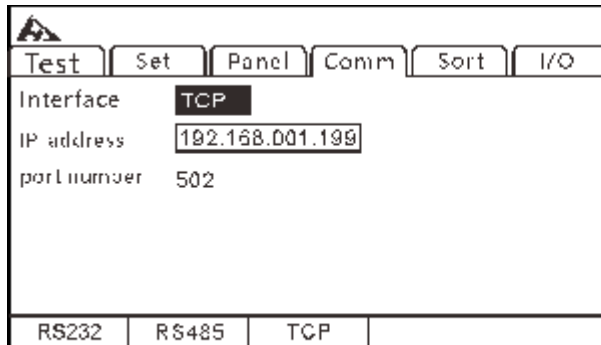 Test Set Panel Comm Sort I/O
Interface TCP
IP address 192.168.001.199
port number 502
RS232 RS485 TCP